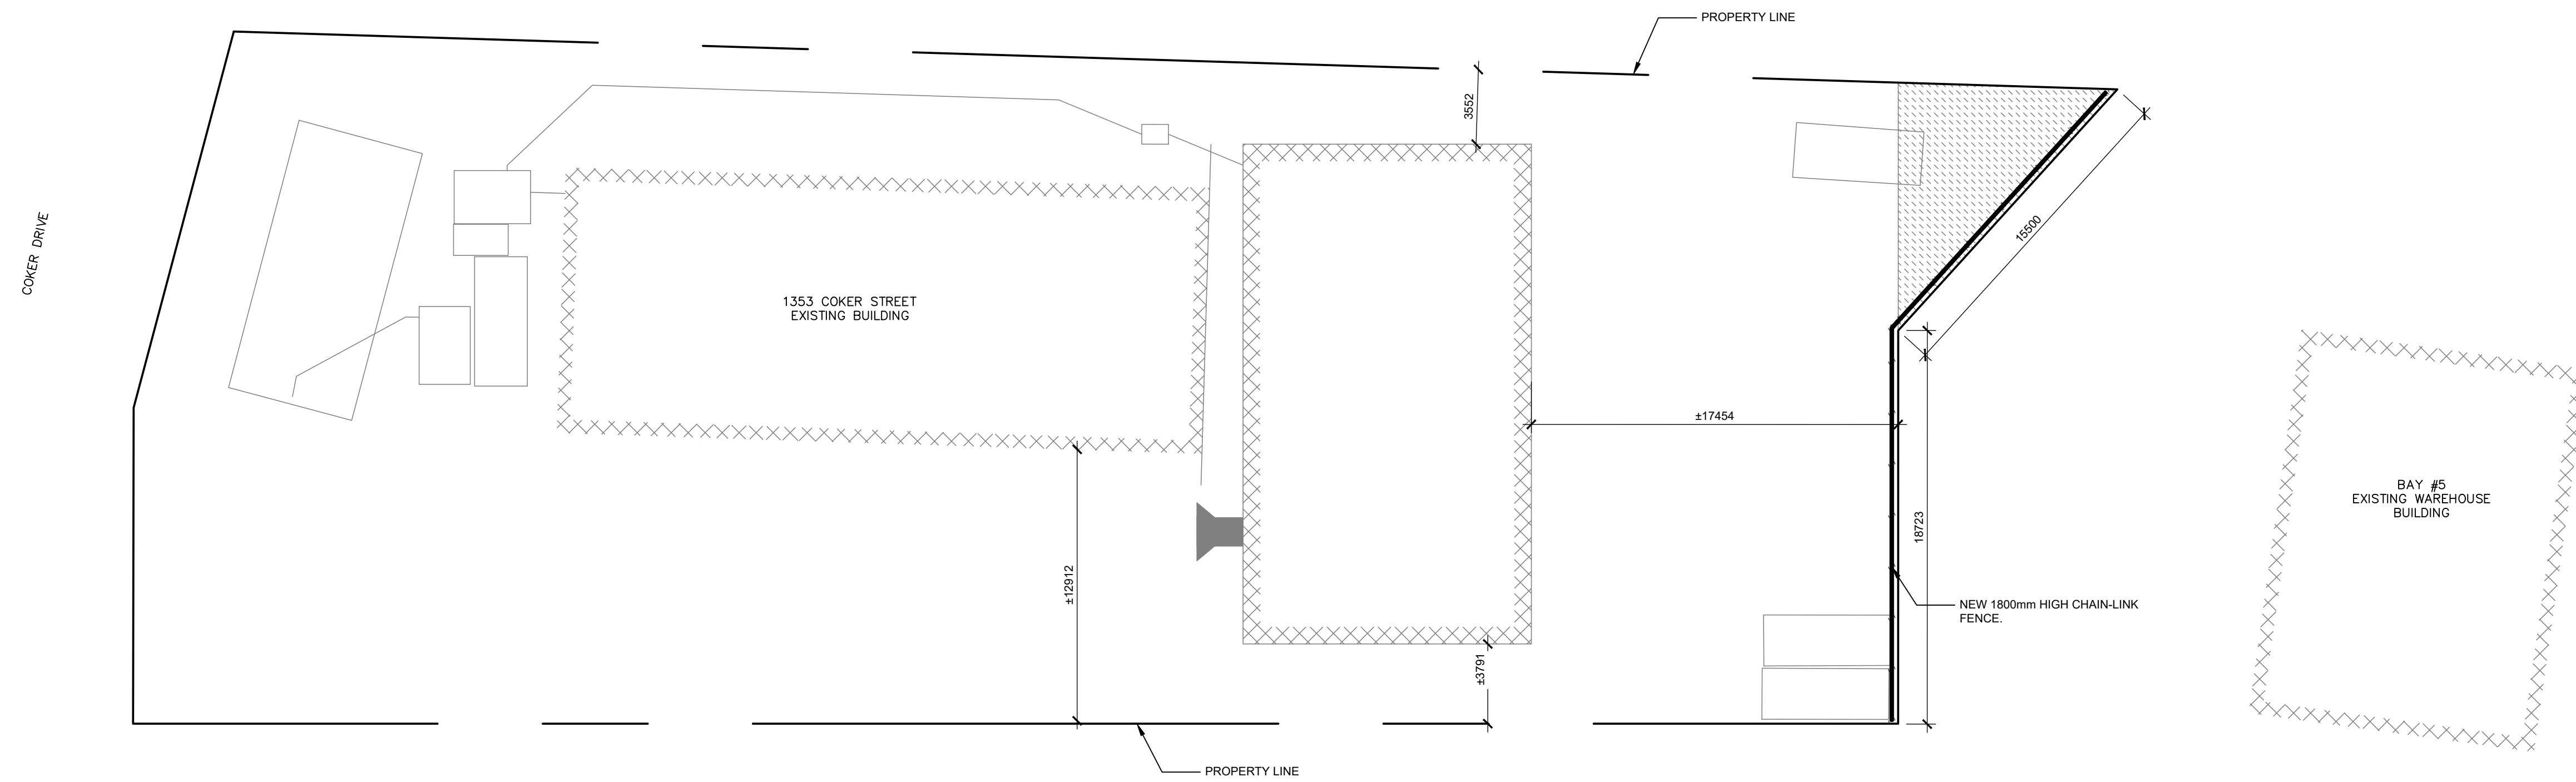 PROPERTY LINE
3552
COKER DRIVE
15500
1353 COKER STREET
EXISTING BUILDING
±17454
BAY #5
EXISTING WAREHOUSE
BUILDING
18723
±12912
NEW 1800mm HIGH CHAIN-LINK
FENCE.
±3791
PROPERTY LINE